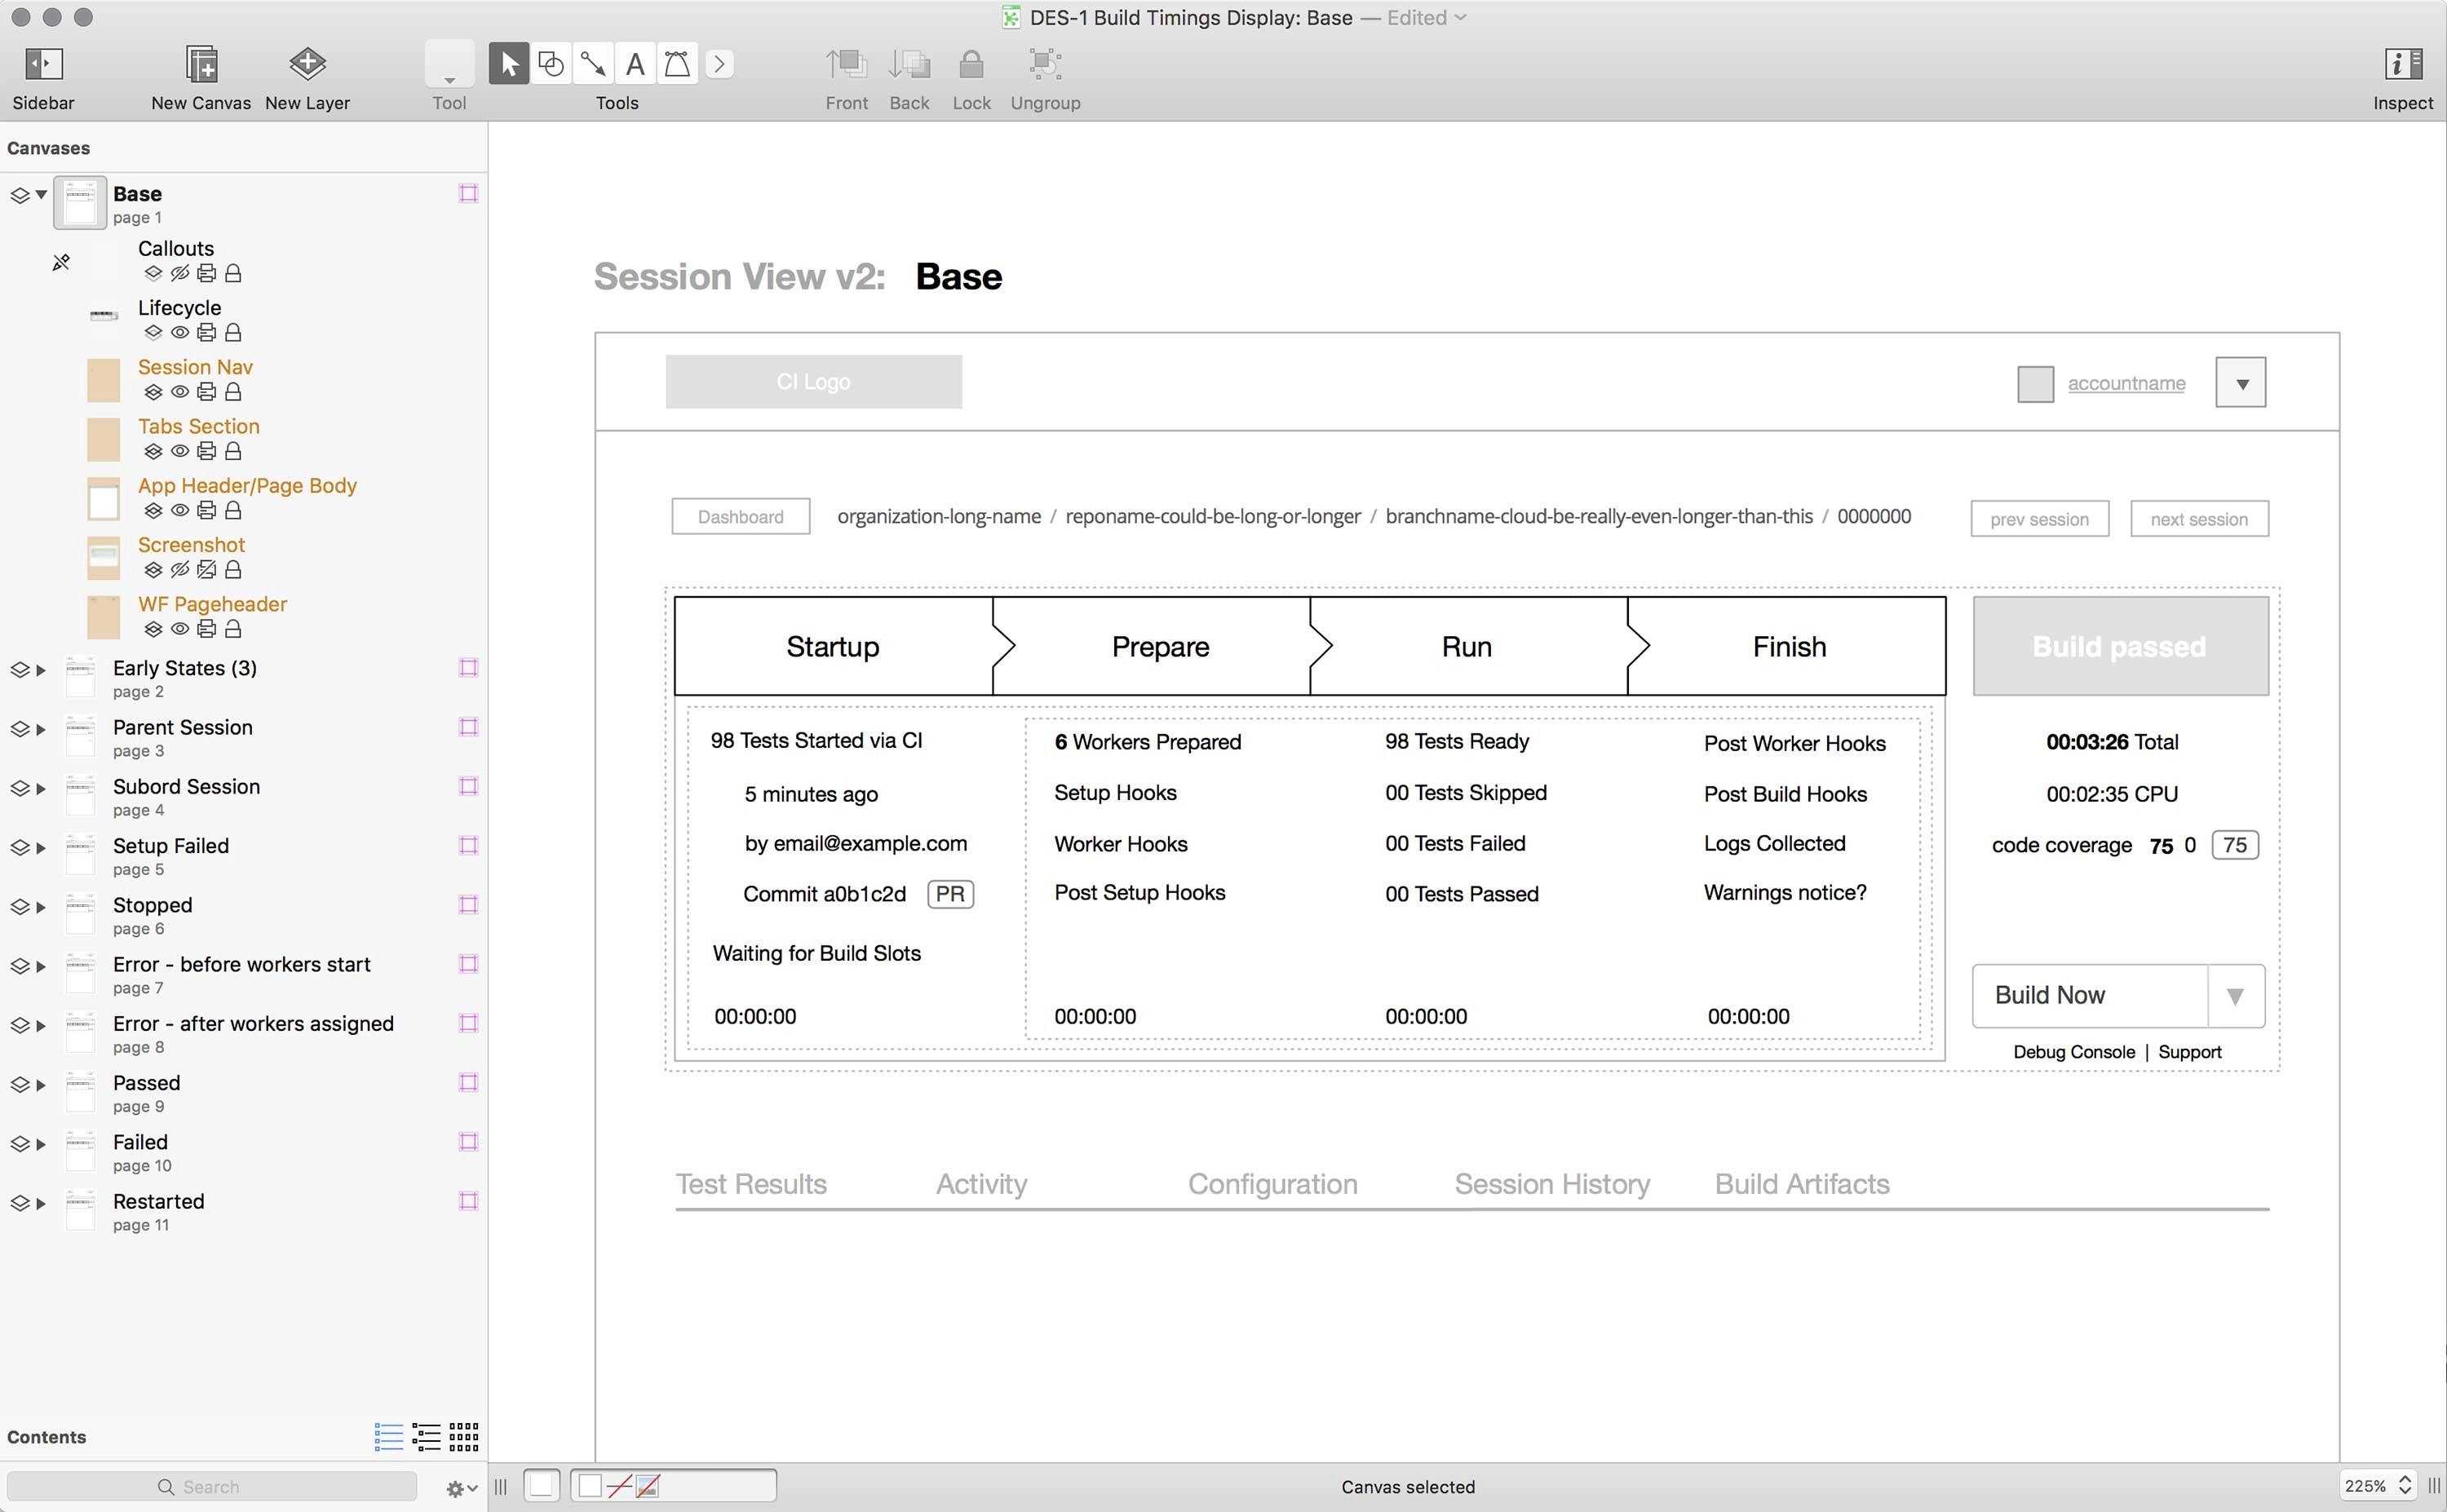 DES-1 Build Timings Display: Base — Edited
Sidebar
New Canvas
New Layer
Tool
Tools
Front
Back
Lock
Ungroup
Inspect
Canvases
Base
page 1
Callouts
Lifecycle
Session Nav
Tabs Section
App Header/Page Body
Screenshot
WF Pageheader
Early States (3)
page 2
Parent Session
page 3
Subord Session
page 4
Setup Failed
page 5
Stopped
page 6
Error - before workers start
page 7
Error - after workers assigned
page 8
Passed
page 9
Failed
page 10
Restarted
page 11
Contents
Search
Session View v2: Base
CI Logo
accountname
Dashboard
organization-long-name / reponame-could-be-long-or-longer / branchname-cloud-be-really-even-longer-than-this / 0000000
prev session
next session
Startup
Prepare
Run
Finish
Build passed
98 Tests Started via CI
5 minutes ago
by email@example.com
Commit a0b1c2d PR
Waiting for Build Slots
00:00:00
6 Workers Prepared
Setup Hooks
Worker Hooks
Post Setup Hooks
00:00:00
98 Tests Ready
00 Tests Skipped
00 Tests Failed
00 Tests Passed
00:00:00
Post Worker Hooks
Post Build Hooks
Logs Collected
Warnings notice?
00:00:00
00:03:26 Total
00:02:35 CPU
code coverage 75 0 75
Build Now
Debug Console | Support
Test Results
Activity
Configuration
Session History
Build Artifacts
Canvas selected
225%